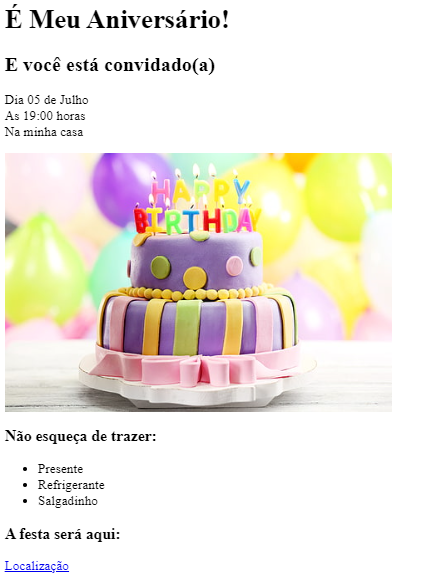 É Meu Aniversário!
E você está convidado(a)
Dia 05 de Julho
As 19:00 horas
Na minha casa
HAPPY
BIRTHDAY
Não esqueça de trazer:
Presente
Refrigerante
Salgadinho
A festa será aqui:
Localização